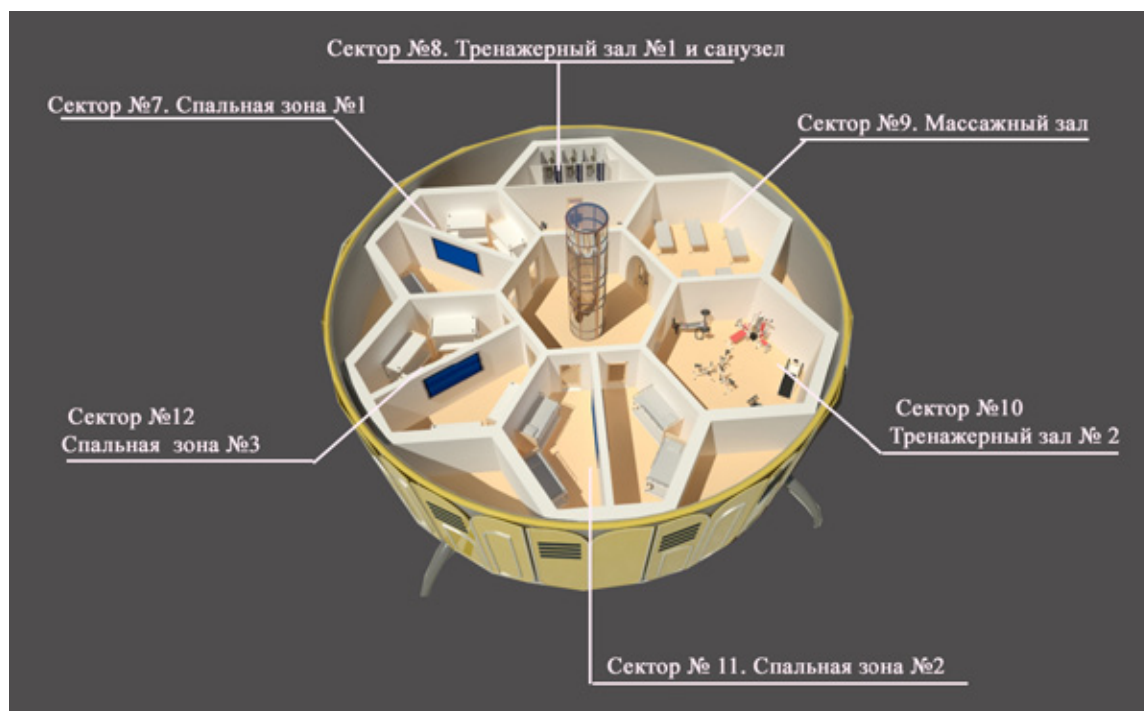 Сектор №8. Тренажерный зал №1 и санузел
Сектор №7. Спальная зона №1
Сектор №9. Массажный зал
Сектор №12
Спальная зона №3
Сектор №10
Тренажерный зал № 2
Сектор № 11. Спальная зона №2